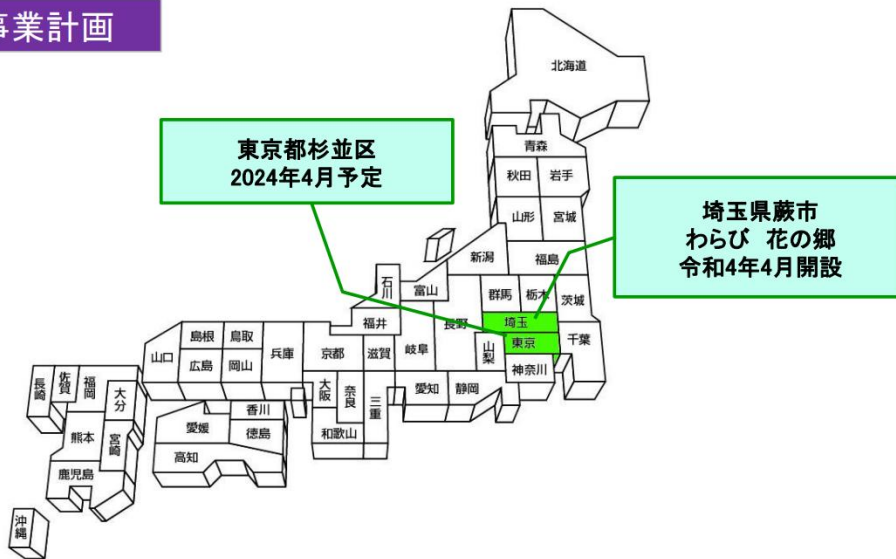 事業計画
東京都杉並区
2024年4月予定
埼玉県蕨市
わらび 花の郷
令和4年4月開設
北海道
青森
秋田
岩手
山形
宮城
新潟
福島
石川
富山
群馬
栃木
茨城
福井
長野
埼玉
東京
千葉
山梨
神奈川
山口
島根
鳥取
広島
岡山
兵庫
京都
滋賀
岐阜
愛知
静岡
大阪
奈良
三重
和歌山
香川
愛媛
徳島
高知
長崎
佐賀
福岡
大分
熊本
宮崎
鹿児島
沖縄